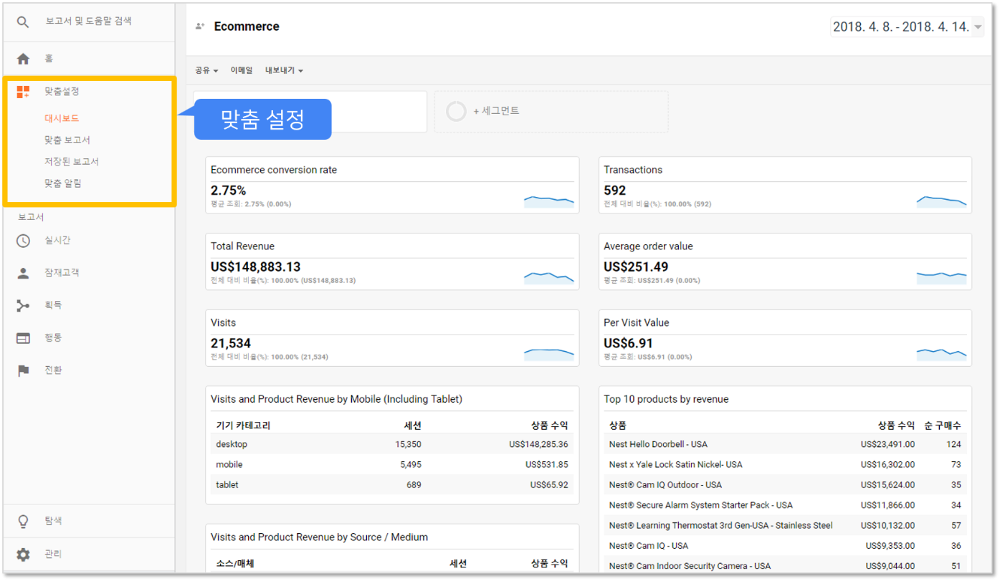 보고서 및 도움말 검색
홈
맞춤설정
대시보드
맞춤 보고서
저장된 보고서
맞춤 알림
보고서
실시간
잠재고객
획득
행동
전환
탐색
관리
맞춤 설정
Ecommerce
2018. 4. 8. - 2018. 4. 14.
공유 이메일 내보내기
+ 세그먼트
Ecommerce conversion rate
2.75%
평균 조회: 2.75% (0.00%)
Transactions
592
전체 대비 비율(%): 100.00% (592)
Total Revenue
US$148,883.13
전체 대비 비율(%): 100.00% (US$148,883.13)
Average order value
US$251.49
평균 조회: US$251.49 (0.00%)
Visits
21,534
전체 대비 비율(%): 100.00% (21,534)
Per Visit Value
US$6.91
평균 조회: US$6.91 (0.00%)
Visits and Product Revenue by Mobile (Including Tablet)
기기 카테고리 세션 상품 수익
desktop 15,350 US$148,285.36
mobile 5,495 US$531.85
tablet 689 US$65.92
Visits and Product Revenue by Source / Medium
소스/매체 세션 상품 수익
Top 10 products by revenue
상품 상품 수익 순 구매수
Nest Hello Doorbell - USA US$23,491.00 124
Nest x Yale Lock Satin Nickel- USA US$16,302.00 73
Nest® Cam IQ Outdoor - USA US$15,624.00 35
Nest® Secure Alarm System Starter Pack - USA US$11,866.00 34
Nest® Learning Thermostat 3rd Gen-USA - Stainless Steel US$10,132.00 57
Nest® Cam IQ - USA US$9,353.00 36
Nest® Cam Indoor Security Camera - USA US$9,044.00 51